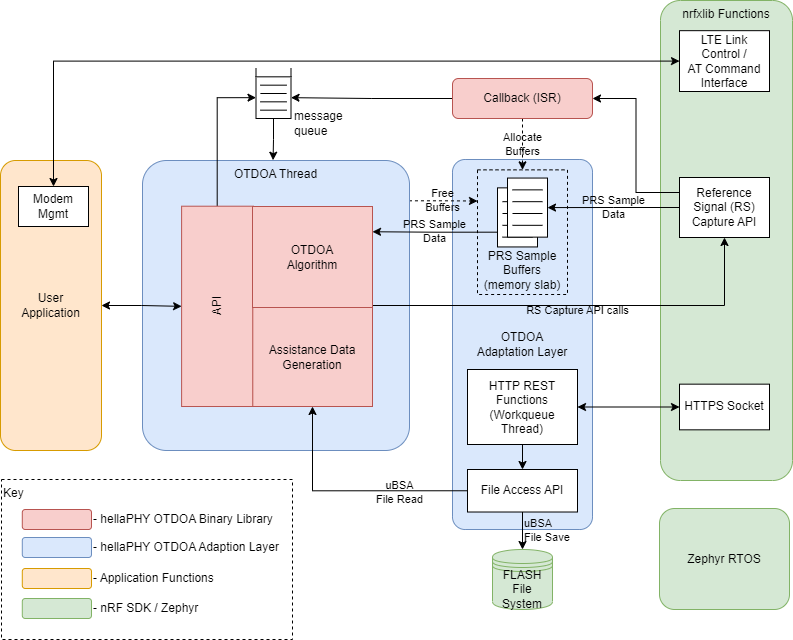 nrfxlib Functions
LTE Link
Control /
AT Command
Interface
Callback (ISR)
message
queue
Allocate
Buffers
OTDOA Thread
Modem
Mgmt
Free
Buffers
PRS Sample
Data
PRS Sample
Data
Reference
Signal (RS)
Capture API
OTDOA
Algorithm
PRS Sample
Buffers
(memory slab)
User
Application
API
RS Capture API calls
OTDOA
Adaptation Layer
Assistance Data
Generation
HTTP REST
Functions
(Workqueue
Thread)
HTTPS Socket
uBSA
File Read
File Access API
uBSA
File Save
FLASH
File
System
Zephyr RTOS
Key
- hellaPHY OTDOA Binary Library
- hellaPHY OTDOA Adaption Layer
- Application Functions
- nRF SDK / Zephyr